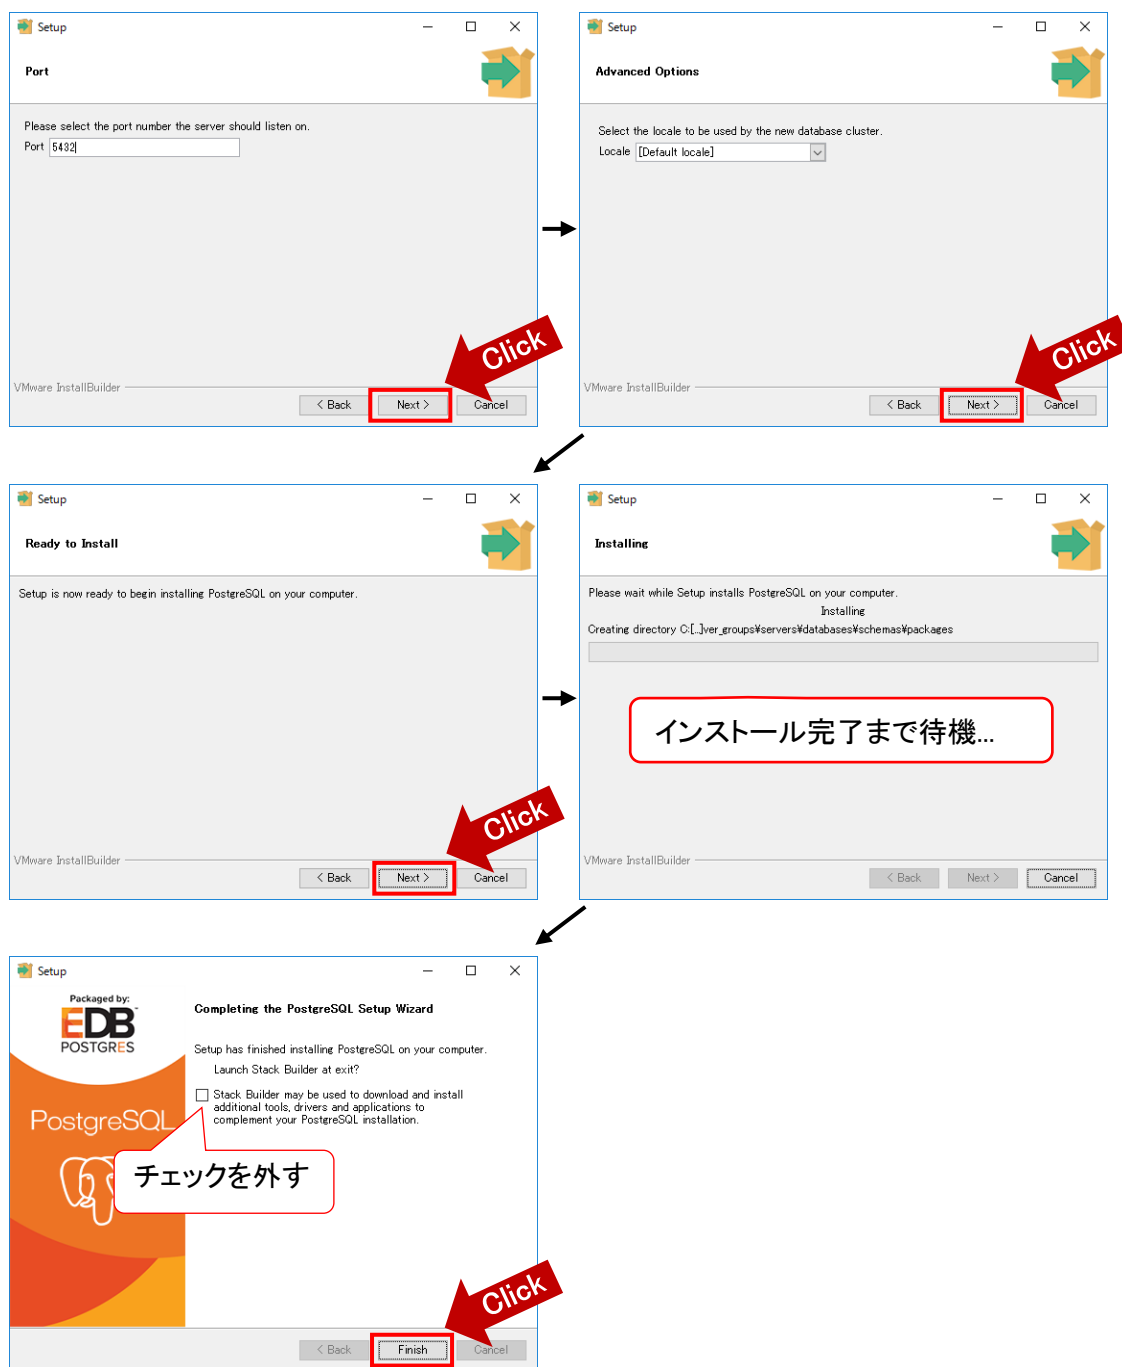 Setup
Port
Please select the port number the server should listen on.
Port 5432
Click
VMware InstallBuilder
< Back Next > Cancel
Setup
Advanced Options
Select the locale to be used by the new database cluster.
Locale [Default locale]
Click
VMware InstallBuilder
< Back Next > Cancel
Setup
Ready to Install
Setup is now ready to begin installing PostgreSQL on your computer.
Click
VMware InstallBuilder
< Back Next > Cancel
Setup
Installing
Please wait while Setup installs PostgreSQL on your computer.
Installing
Creating directory C:[...]ver_groups¥servers¥databases¥schemas¥packages
インストール完了まで待機...
VMware InstallBuilder
< Back Next > Cancel
Setup
Packaged by:
EDB
POSTGRES
PostgreSQL
Completing the PostgreSQL Setup Wizard
Setup has finished installing PostgreSQL on your computer.
Launch Stack Builder at exit?
Stack Builder may be used to download and install
additional tools, drivers and applications to
complement your PostgreSQL installation.
チェックを外す
Click
< Back Finish Cancel